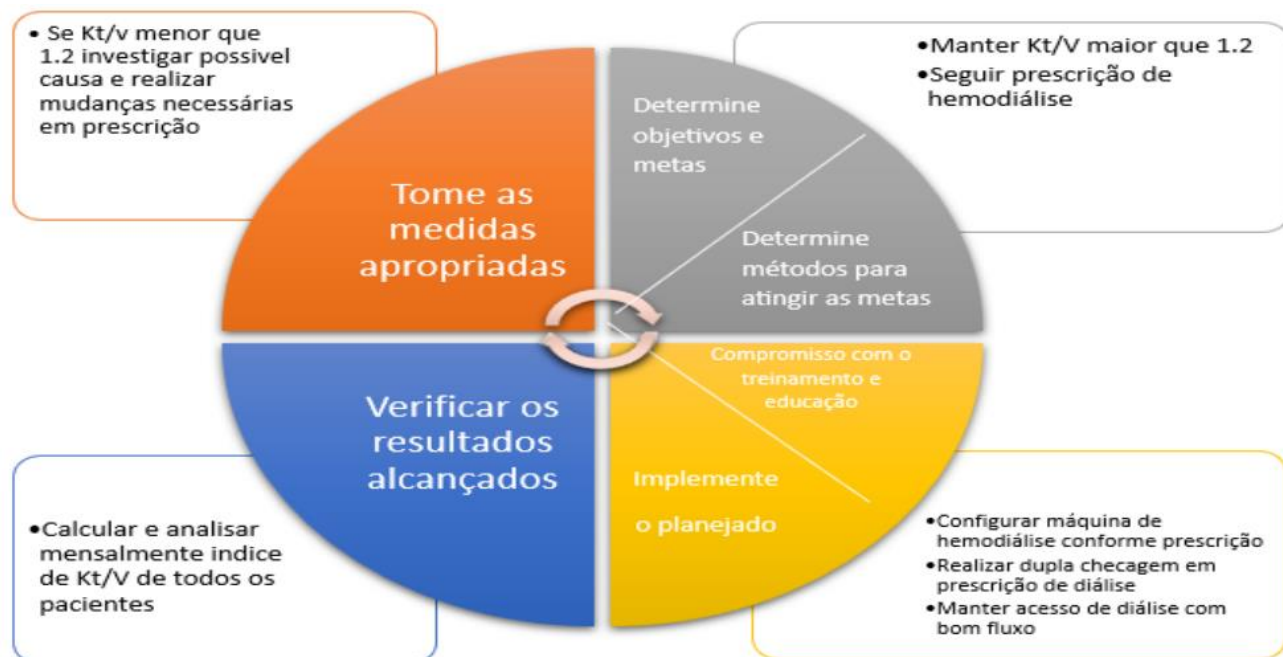 • Se Kt/v menor que
1.2 investigar possivel
causa e realizar
mudanças necessárias
em prescrição
•Manter Kt/V maior que 1.2
•Seguir prescrição de
hemodiálise
Tome as
medidas
apropriadas
Determine
objetivos e
metas
Determine
métodos para
atingir as metas
Verificar os
resultados
alcançados
Compromisso com o
treinamento e
educação
Implemente
o planejado
•Calcular e analisar
mensalmente indice
de Kt/V de todos os
pacientes
•Configurar máquina de
hemodiálise conforme prescrição
•Realizar dupla checagem em
prescrição de diálise
•Manter acesso de diálise com
bom fluxo